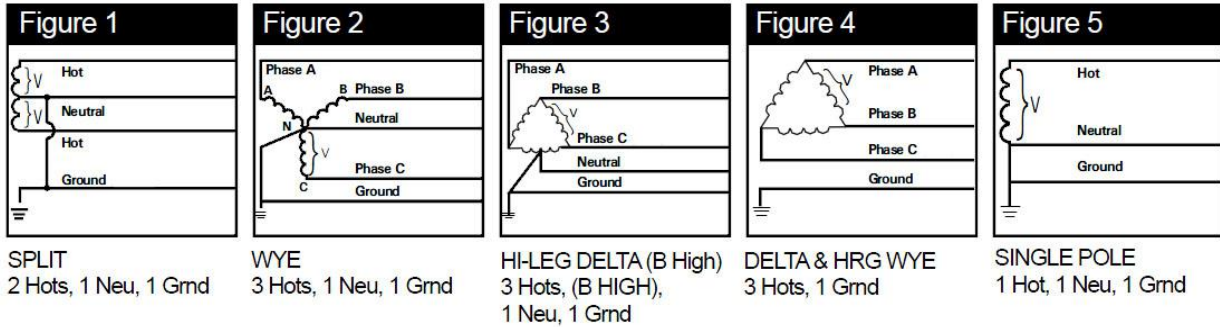 Figure 1
Hot
V
Neutral
V
Hot
Ground
SPLIT
2 Hots, 1 Neu, 1 Grnd
Figure 2
Phase A
A
B Phase B
N
Neutral
V
Phase C
C
Ground
WYE
3 Hots, 1 Neu, 1 Grnd
Figure 3
Phase A
Phase B
V
Phase C
Neutral
Ground
HI-LEG DELTA (B High)
3 Hots, (B HIGH),
1 Neu, 1 Grnd
Figure 4
Phase A
V
Phase B
Phase C
Ground
DELTA & HRG WYE
3 Hots, 1 Grnd
Figure 5
Hot
V
Neutral
Ground
SINGLE POLE
1 Hot, 1 Neu, 1 Grnd